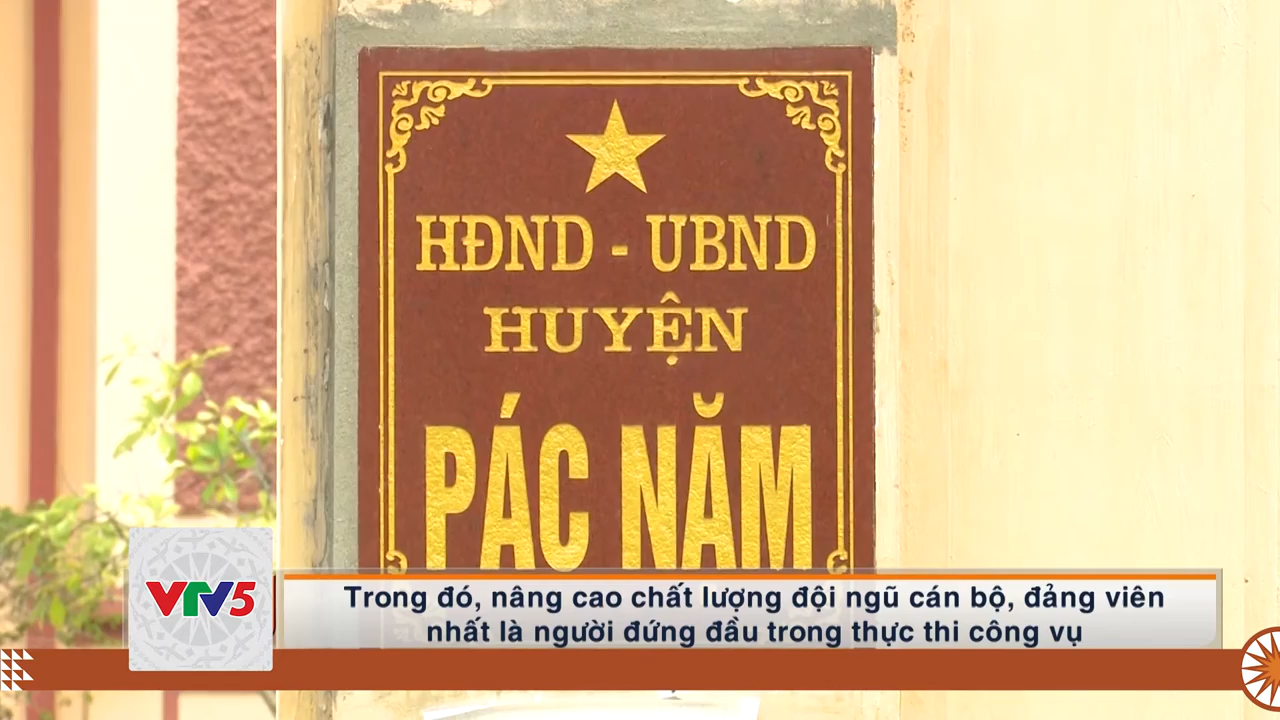 HĐND - UBND
HUYỆN
PÁC NĂM
VTV5
Trong đó, nâng cao chất lượng đội ngũ cán bộ, đảng viên
nhất là người đứng đầu trong thực thi công vụ